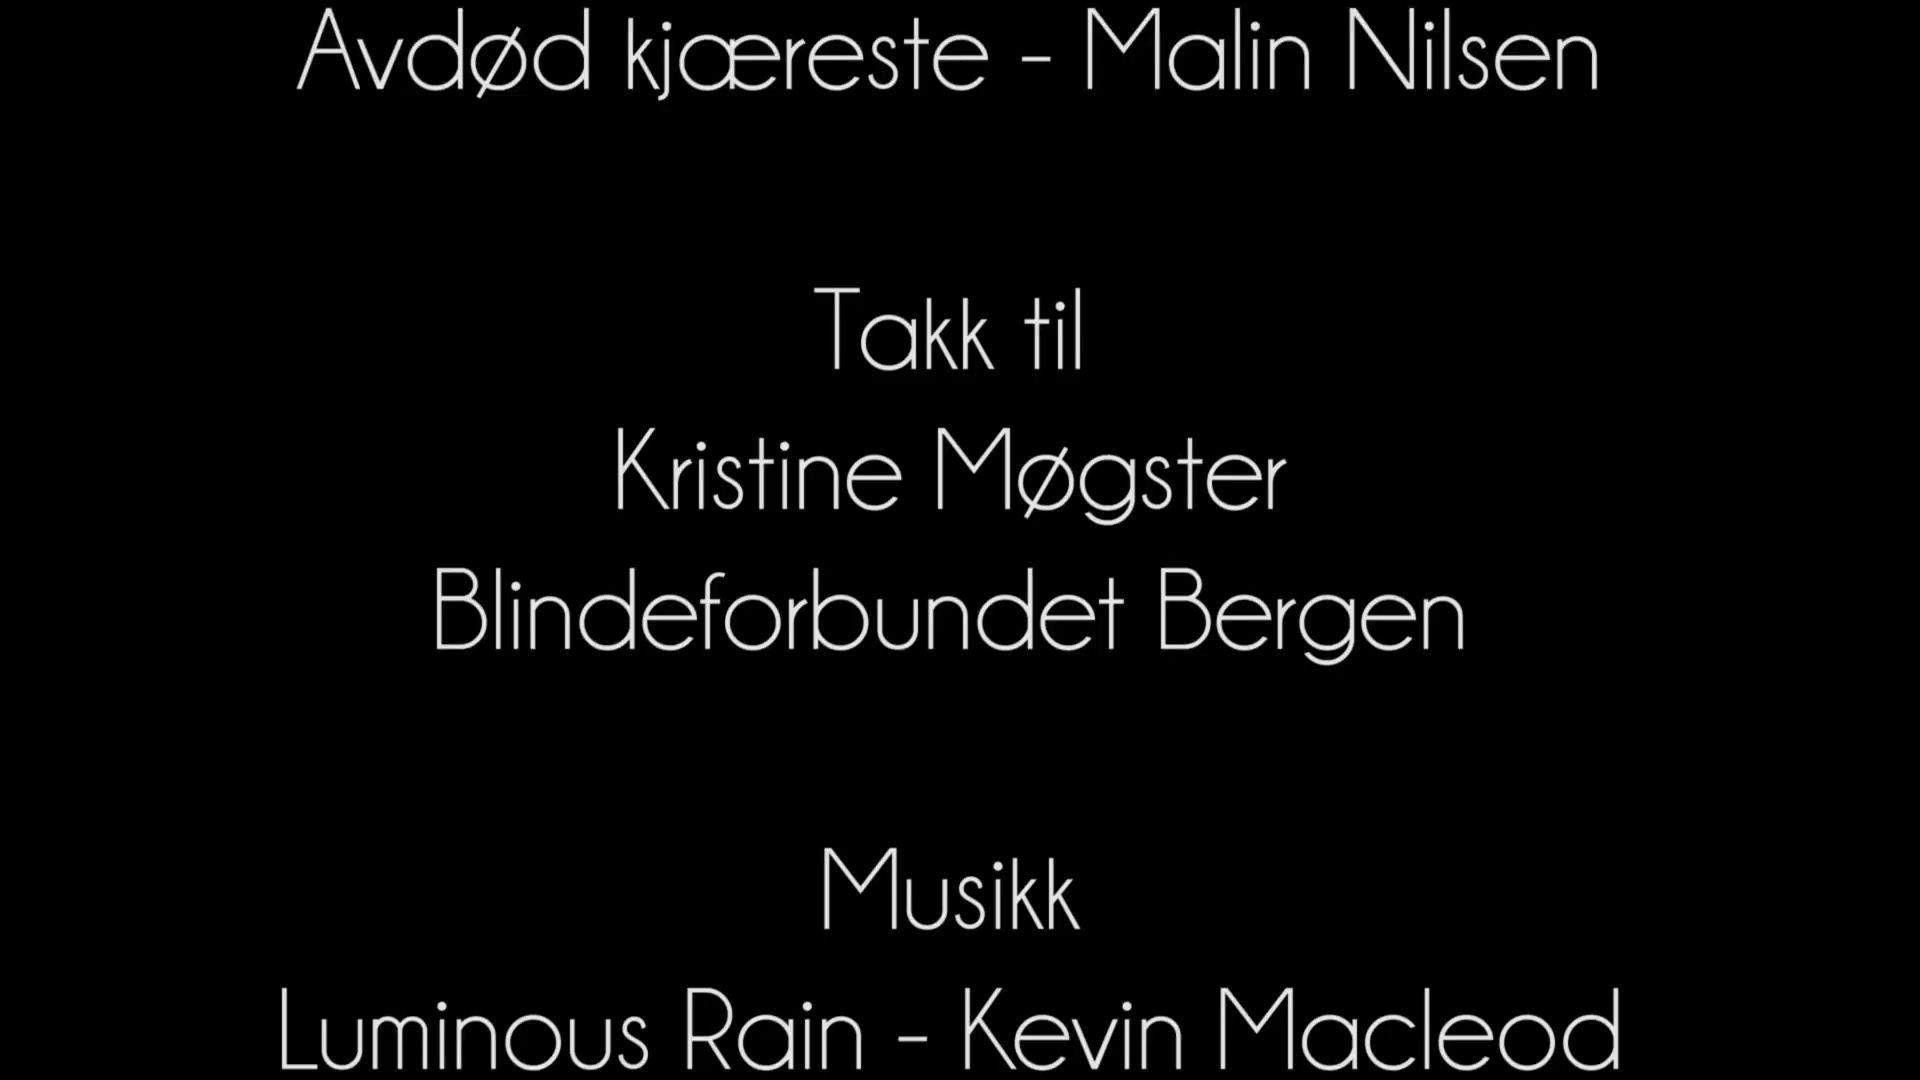 Avdød kjæreste - Malin Nilsen
Takk til
Kristine Møgster
Blindeforbundet Bergen
Musikk
Luminous Rain - Kevin Macleod